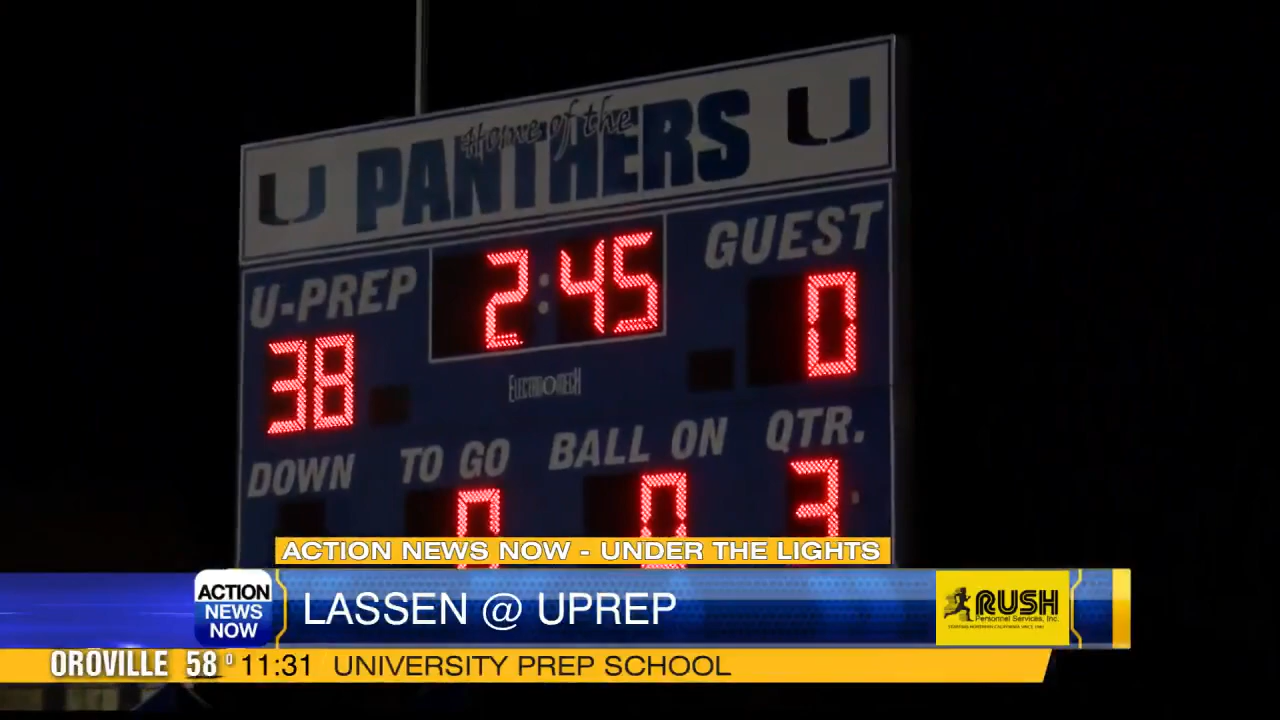 Home of the
U PANTHERS U
U-PREP 2:45 GUEST
38 0
ELECTRO-MECH
DOWN TO GO BALL ON QTR.
0 0 3
ACTION NEWS NOW - UNDER THE LIGHTS
ACTION
NEWS
NOW
LASSEN @ UPREP
RUSH
Personnel Services, Inc.
OROVILLE 58° 11:31 UNIVERSITY PREP SCHOOL